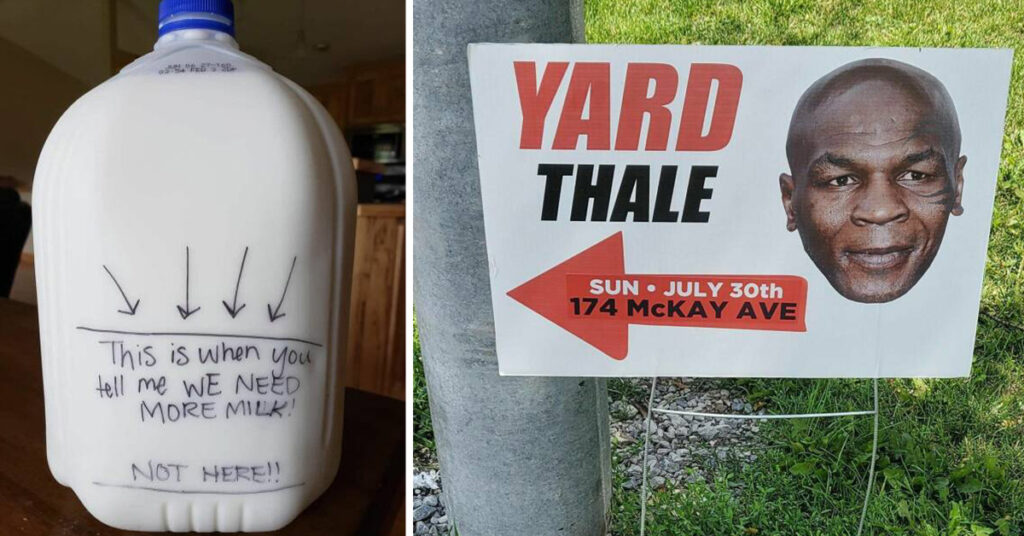 This is when you
tell me WE NEED
MORE MILK!
NOT HERE!!
YARD
THALE
SUN • JULY 30th
174 McKAY AVE